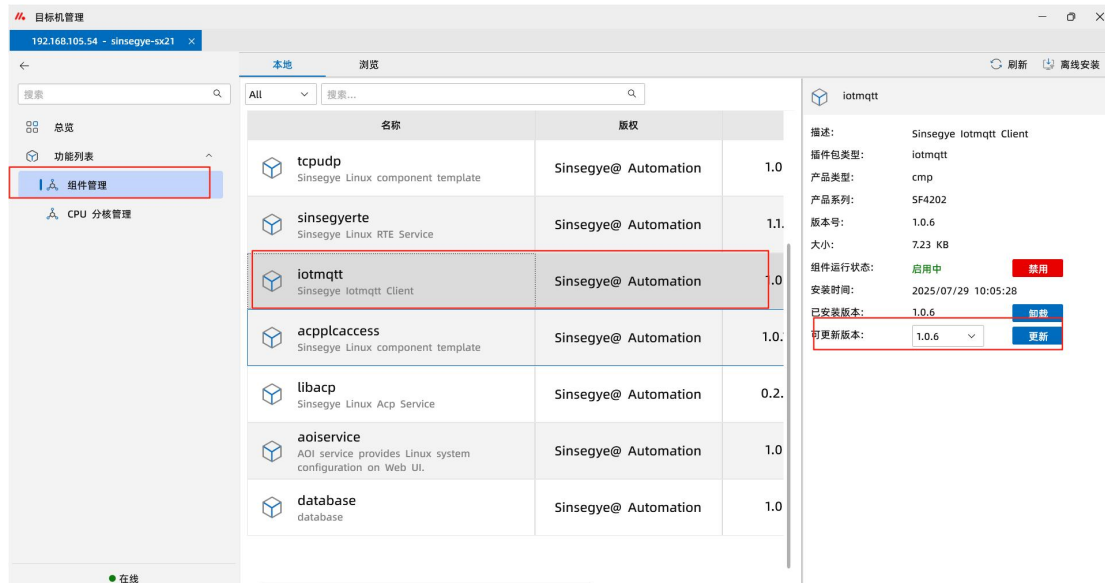 目标机管理
192.168.105.54 - sinsegye-sx21
本地
浏览
刷新
离线安装
搜索
总览
功能列表
组件管理
CPU 分核管理
在线
All
搜索...
名称
版权
tcpudp
Sinsegye Linux component template
Sinsegye@ Automation
1.0
sinsegyerte
Sinsegye Linux RTE Service
Sinsegye@ Automation
1.1.
iotmqtt
Sinsegye Iotmqtt Client
Sinsegye@ Automation
1.0
acpplcaccess
Sinsegye Linux component template
Sinsegye@ Automation
1.0.
libacp
Sinsegye Linux Acp Service
Sinsegye@ Automation
0.2.
aoiservice
AOI service provides Linux system
configuration on Web UI.
Sinsegye@ Automation
1.0
database
database
Sinsegye@ Automation
1.0
iotmqtt
描述: Sinsegye Iotmqtt Client
插件包类型: iotmqtt
产品类型: cmp
产品系列: SF4202
版本号: 1.0.6
大小: 7.23 KB
组件运行状态: 启用中 禁用
安装时间: 2025/07/29 10:05:28
已安装版本: 1.0.6 卸载
可更新版本: 1.0.6 更新